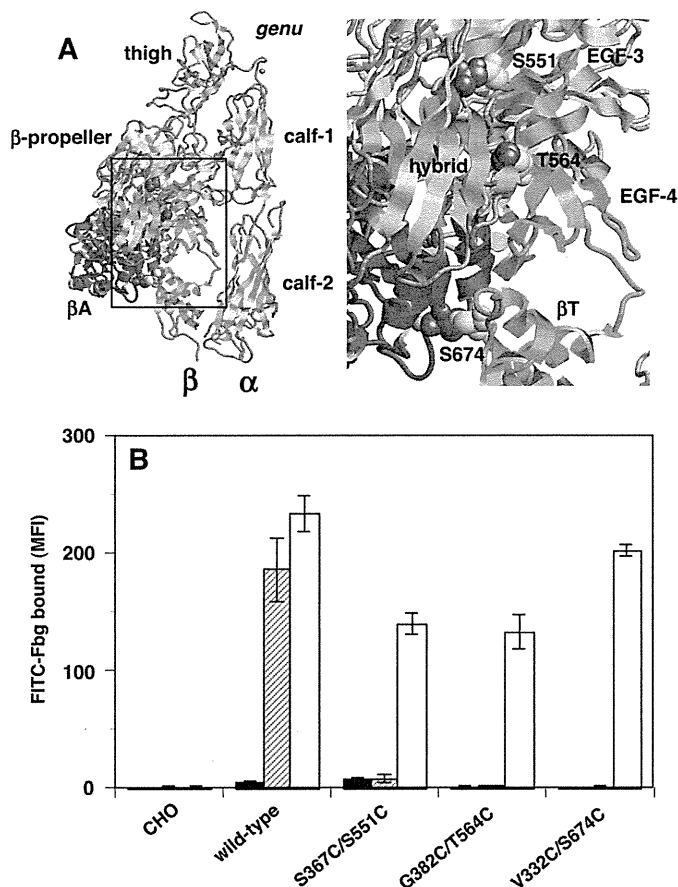 A
genu
thigh
β-propeller
calf-1
βA
calf-2
β α
S551
EGF-3
hybrid
T564
EGF-4
βT
S674
B
FITC-Fbg bound (MFI)
300
200
100
0
CHO
wild-type
S367C/S551C
G382C/T564C
V332C/S674C